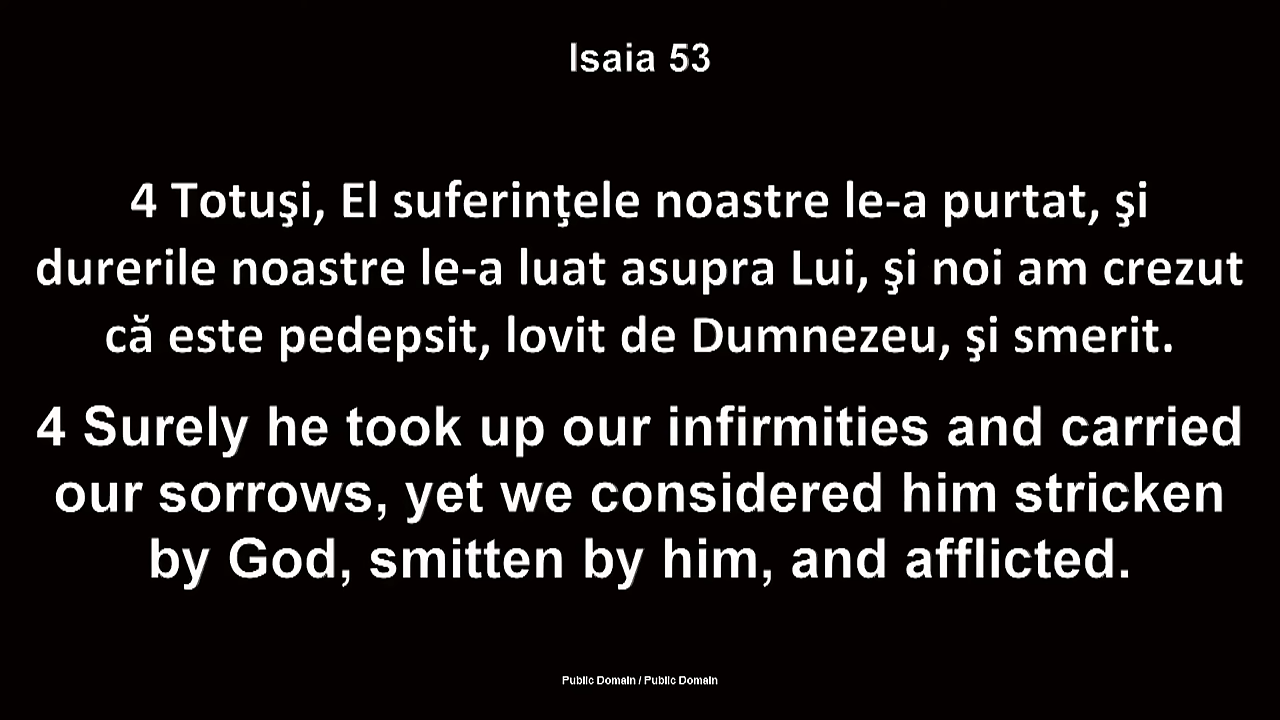 Isaia 53
4 Totuşi, El suferinţele noastre le-a purtat, şi
durerile noastre le-a luat asupra Lui, şi noi am crezut
că este pedepsit, lovit de Dumnezeu, şi smerit.
4 Surely he took up our infirmities and carried
our sorrows, yet we considered him stricken
by God, smitten by him, and afflicted.
Public Domain / Public Domain